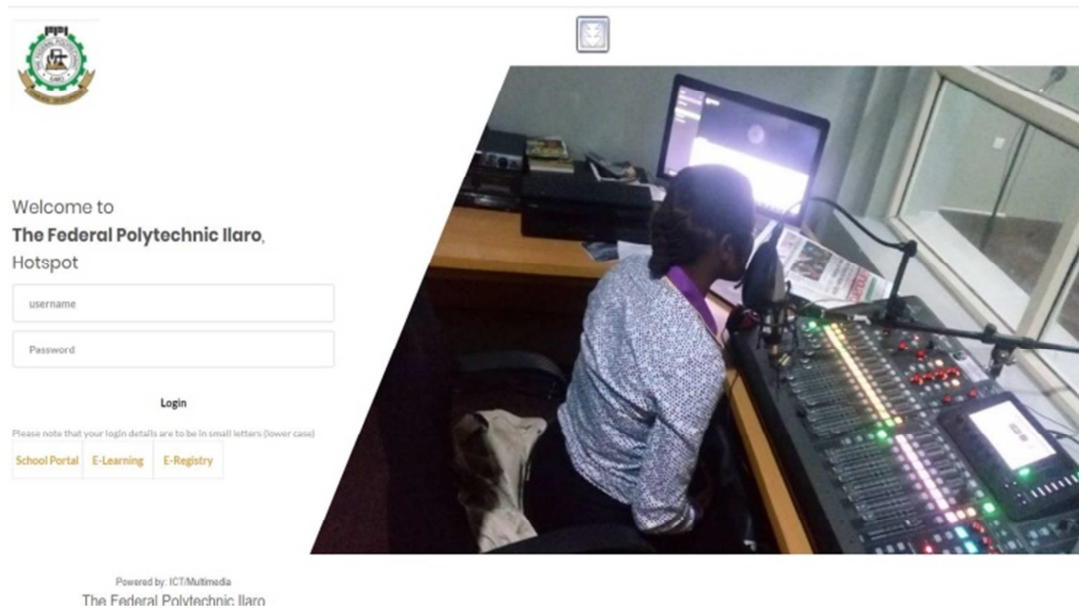 Welcome to
The Federal Polytechnic Ilaro,
Hotspot
username
Password
Login
Please note that your login details are to be in small letters (lower case)
School Portal E-Learning E-Registry
Powered by: ICT/Multimedia
The Federal Polytechnic Ilaro